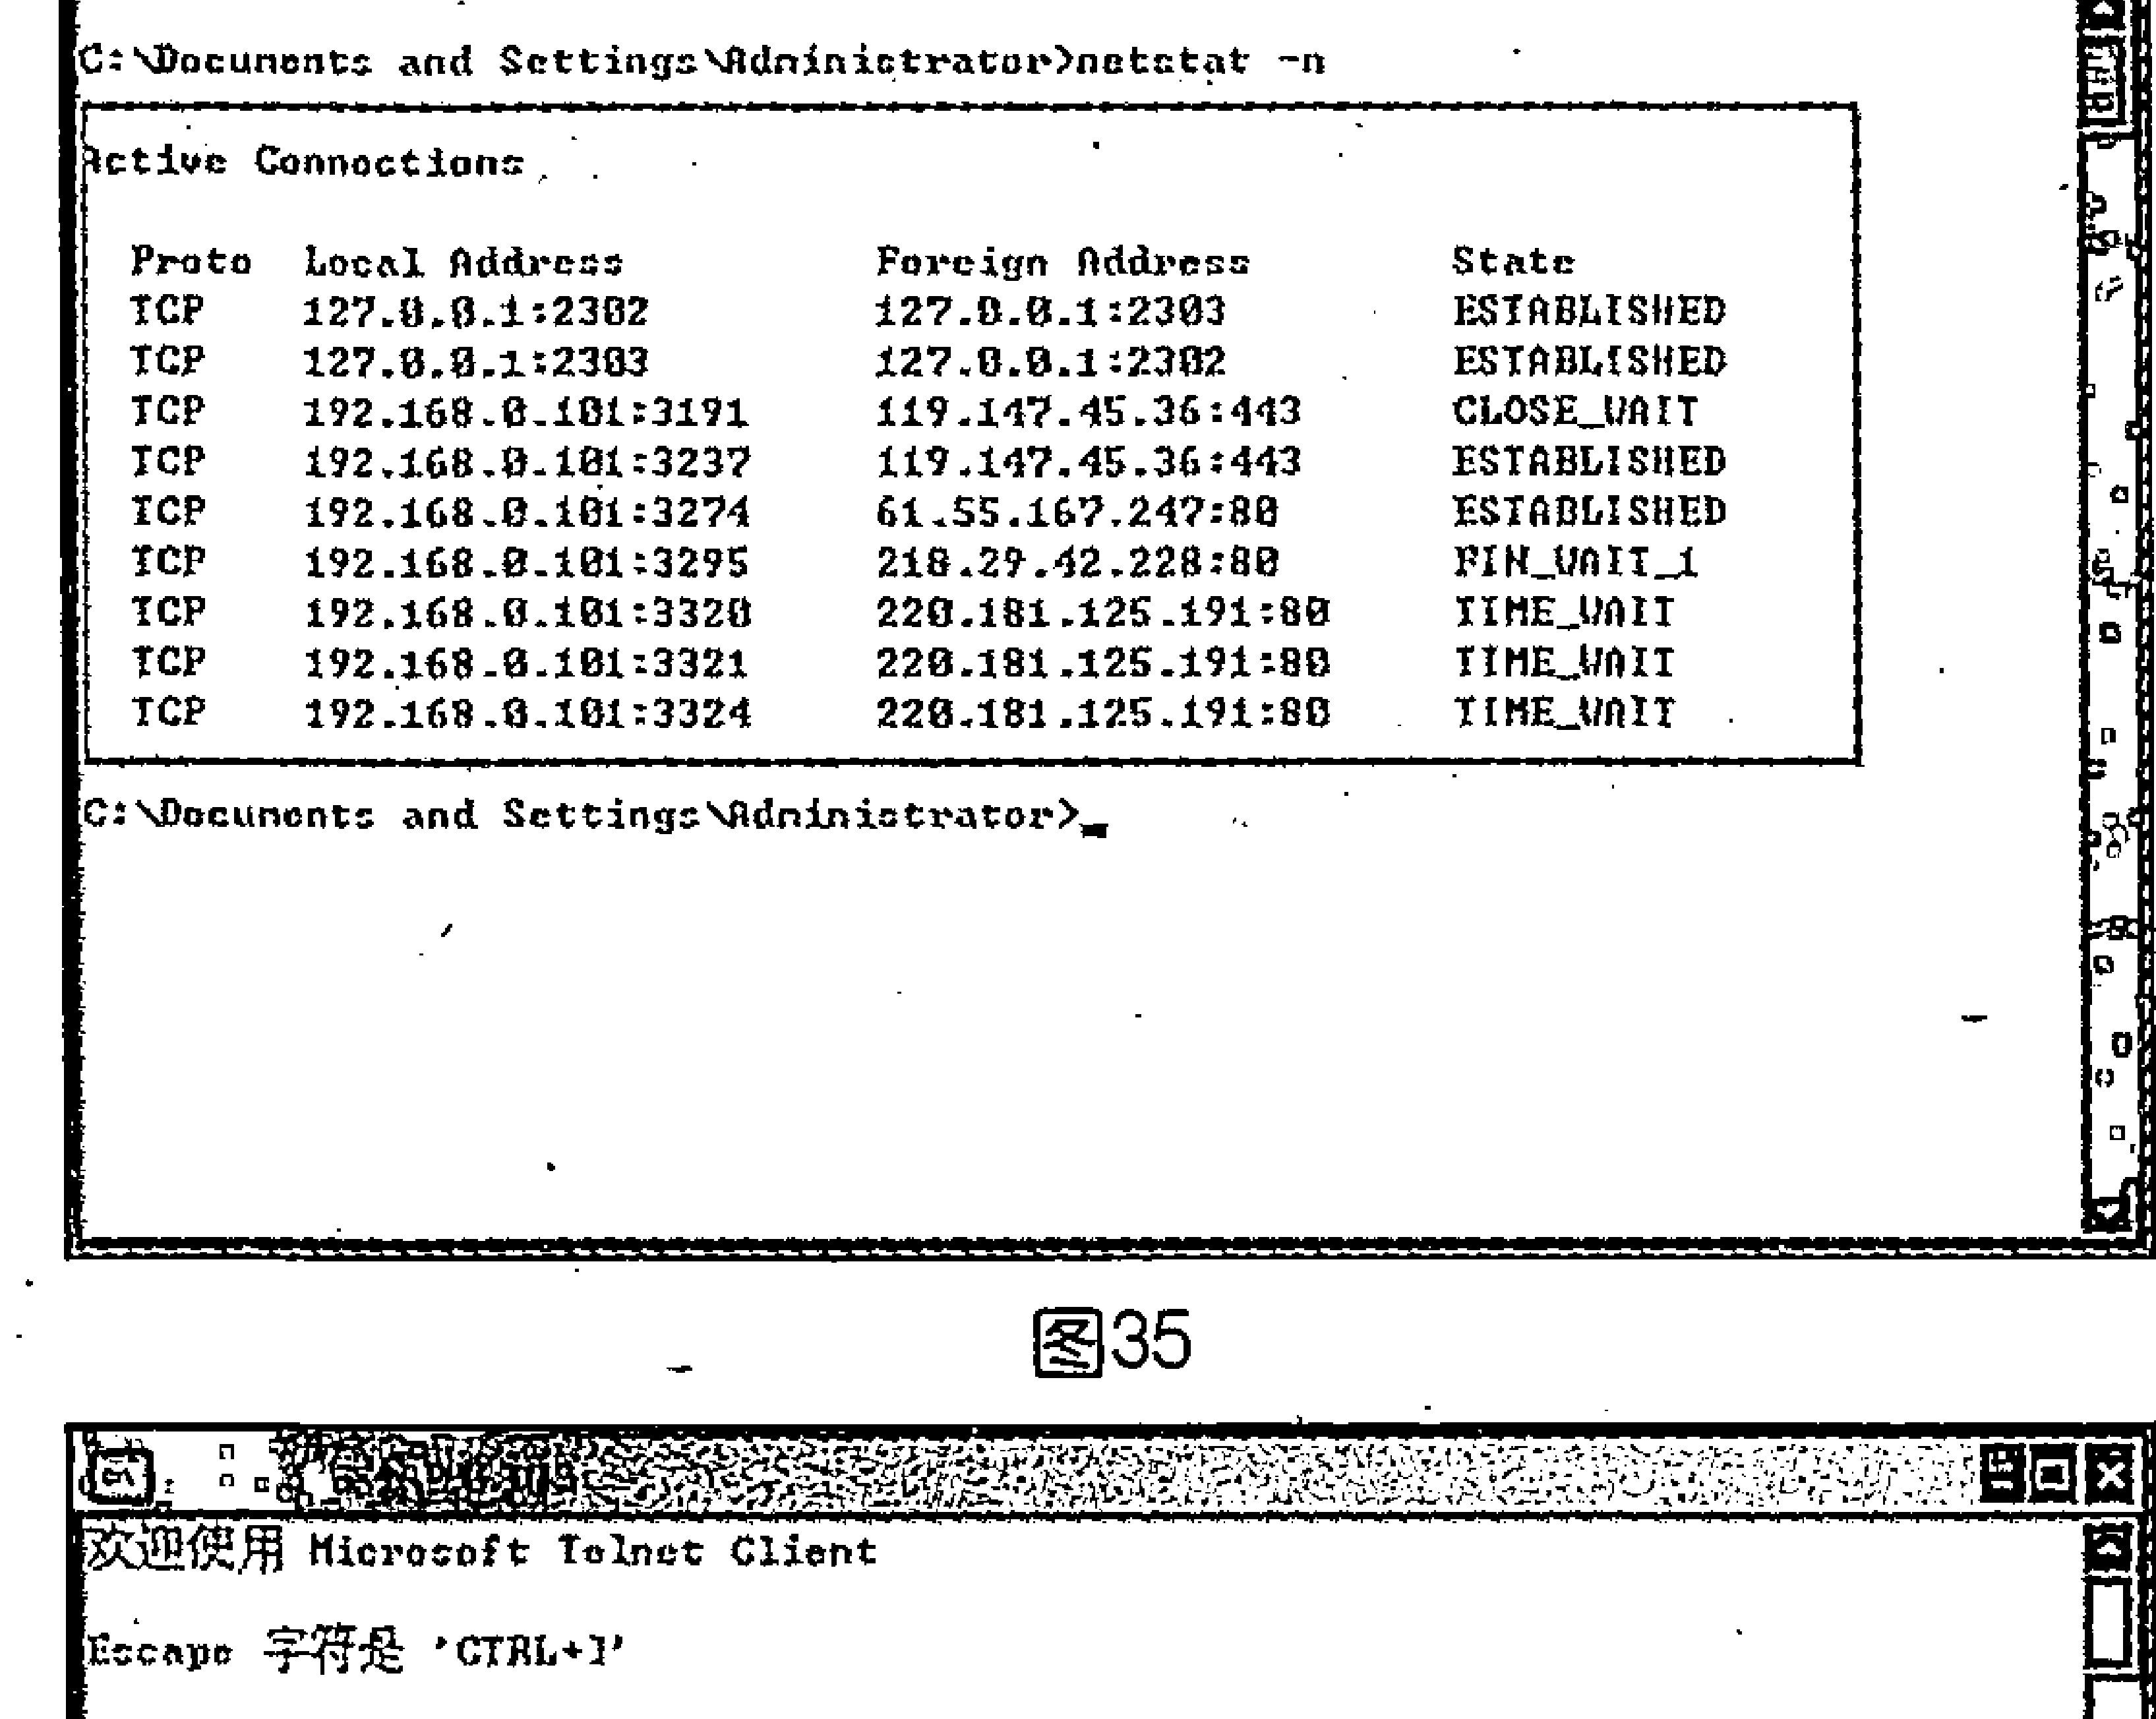 C:\Documents and Settings\Administrator>netstat -n
Active Connections
Proto Local Address Foreign Address State
TCP 127.0.0.1:2302 127.0.0.1:2303 ESTABLISHED
TCP 127.0.0.1:2303 127.0.0.1:2302 ESTABLISHED
TCP 192.168.0.101:3191 119.147.45.36:443 CLOSE_WAIT
TCP 192.168.0.101:3237 119.147.45.36:443 ESTABLISHED
TCP 192.168.0.101:3274 61.55.167.247:80 ESTABLISHED
TCP 192.168.0.101:3295 218.29.42.228:80 FIN_WAIT_1
TCP 192.168.0.101:3320 220.181.125.191:80 TIME_WAIT
TCP 192.168.0.101:3321 220.181.125.191:80 TIME_WAIT
TCP 192.168.0.101:3324 220.181.125.191:80 TIME_WAIT
C:\Documents and Settings\Administrator>_
图35
欢迎使用 Microsoft Telnet Client
Escape 字符是 'CTRL+]'